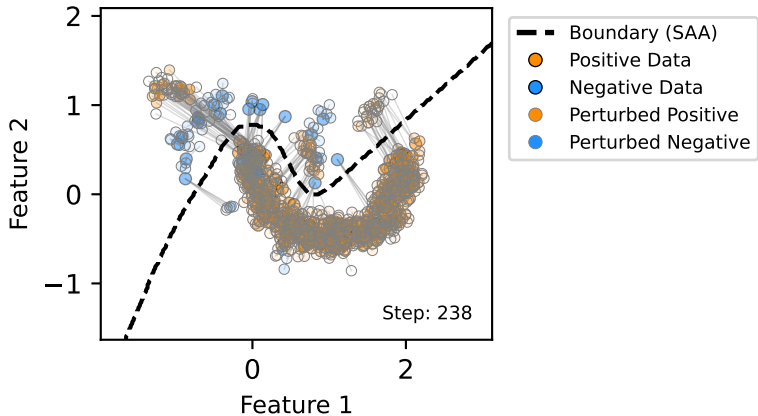 2
1
0
−1
Feature 2
0
2
Feature 1
Step: 238
Boundary (SAA)
Positive Data
Negative Data
Perturbed Positive
Perturbed Negative